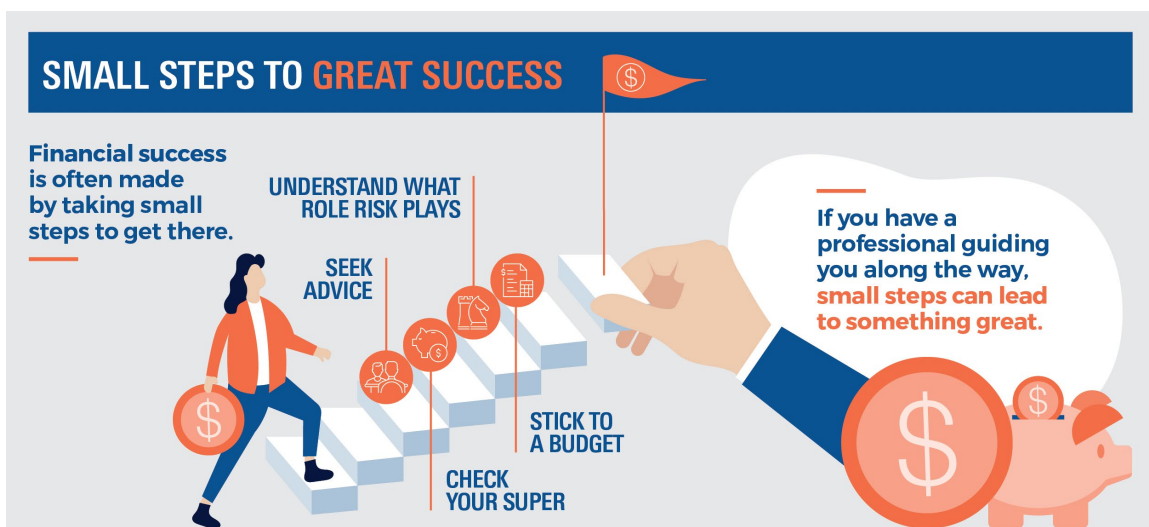 SMALL STEPS TO GREAT SUCCESS
$
Financial success
is often made
by taking small
steps to get there.
UNDERSTAND WHAT
ROLE RISK PLAYS
SEEK
ADVICE
$
$
$
STICK TO
A BUDGET
CHECK
YOUR SUPER
If you have a
professional guiding
you along the way,
small steps can lead
to something great.
$
$